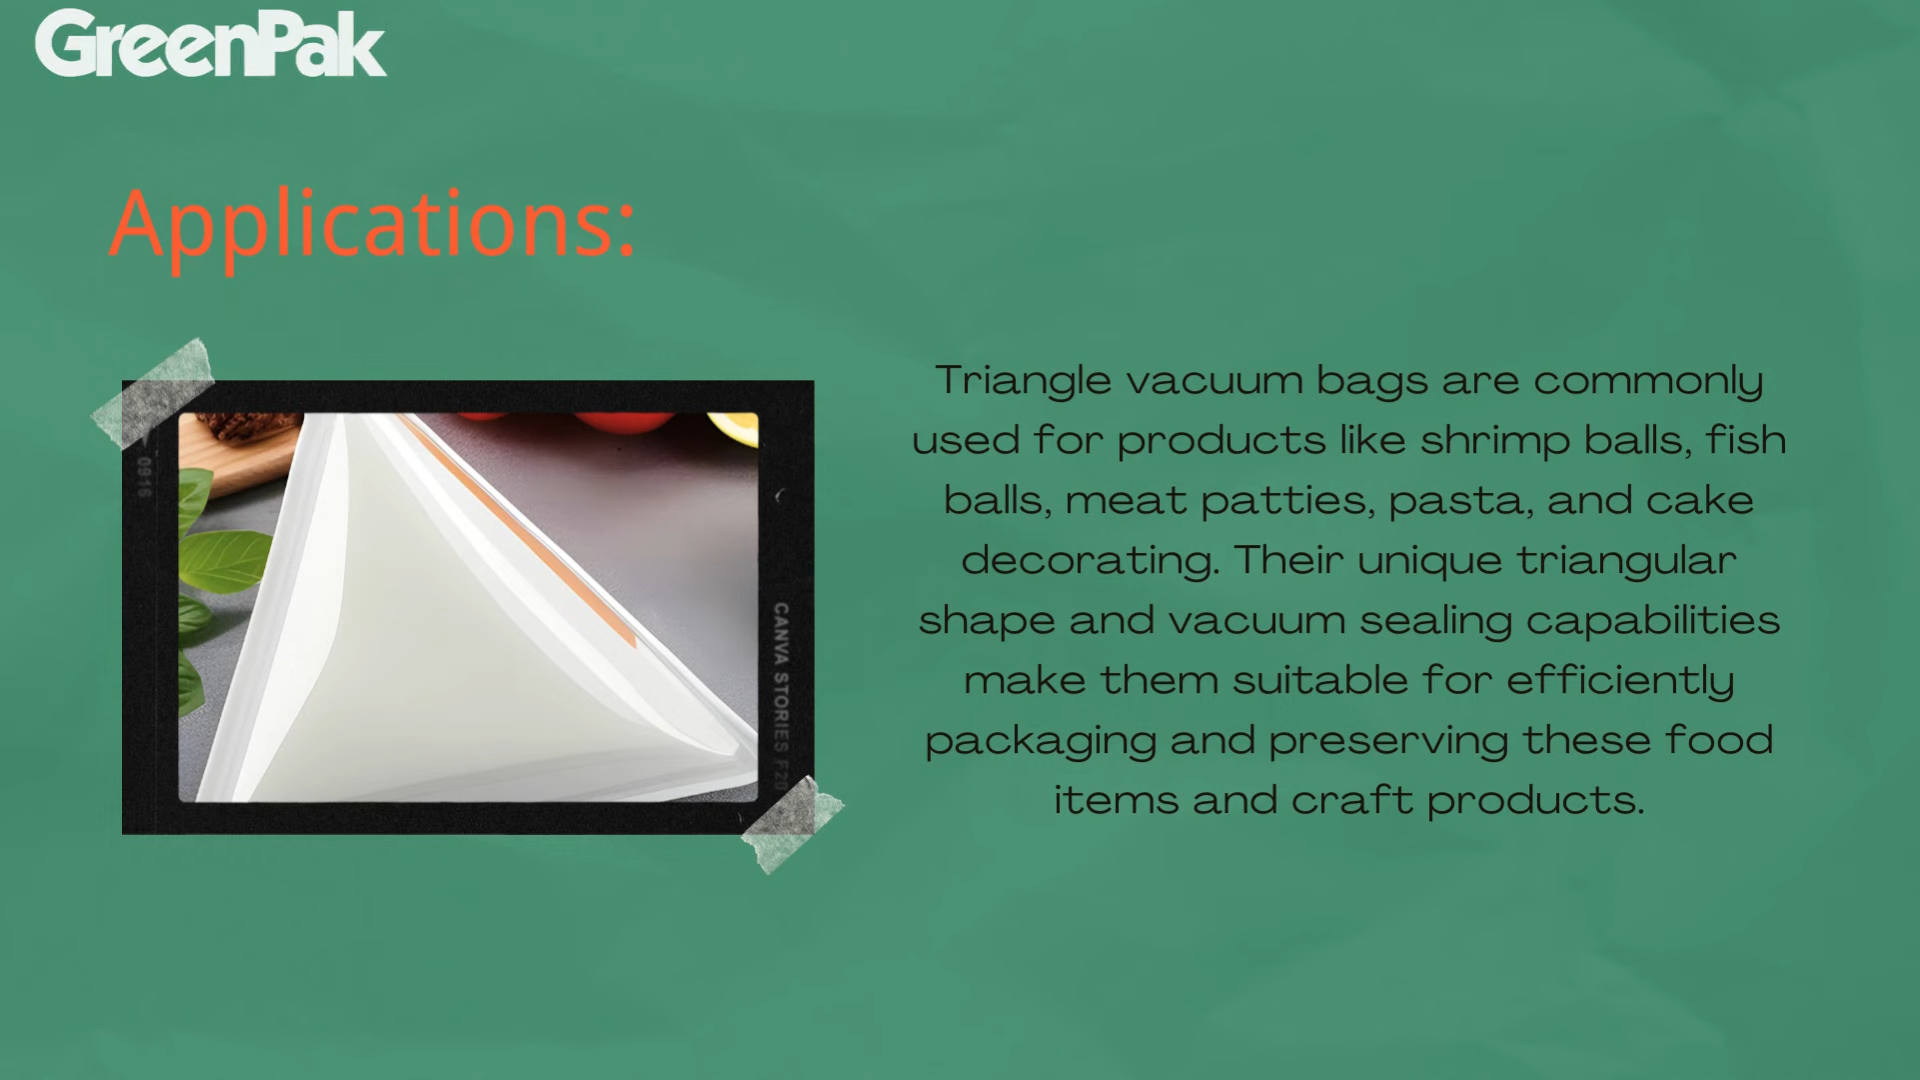 GreenPak
Applications:
0916
CANVA STORIES F20
Triangle vacuum bags are commonly
used for products like shrimp balls, fish
balls, meat patties, pasta, and cake
decorating. Their unique triangular
shape and vacuum sealing capabilities
make them suitable for efficiently
packaging and preserving these food
items and craft products.